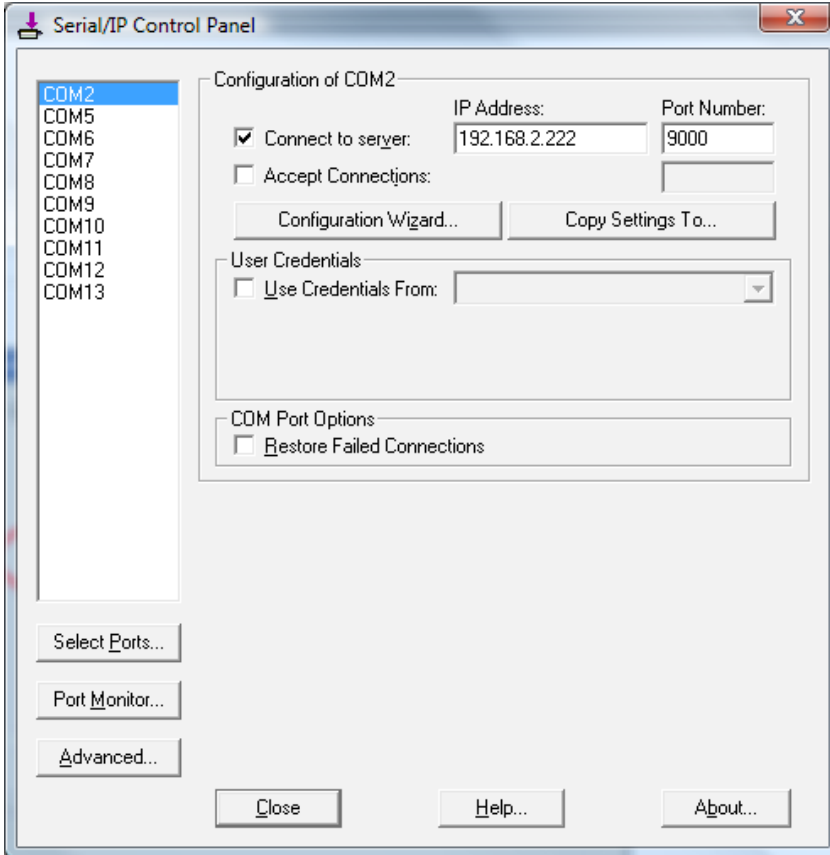 Serial/IP Control Panel
COM2
COM5
COM6
COM7
COM8
COM9
COM10
COM11
COM12
COM13
Select Ports...
Port Monitor...
Advanced...
Configuration of COM2
IP Address: Port Number:
Connect to server: 192.168.2.222 9000
Accept Connections:
Configuration Wizard... Copy Settings To...
User Credentials
Use Credentials From:
COM Port Options
Restore Failed Connections
Close Help... About...